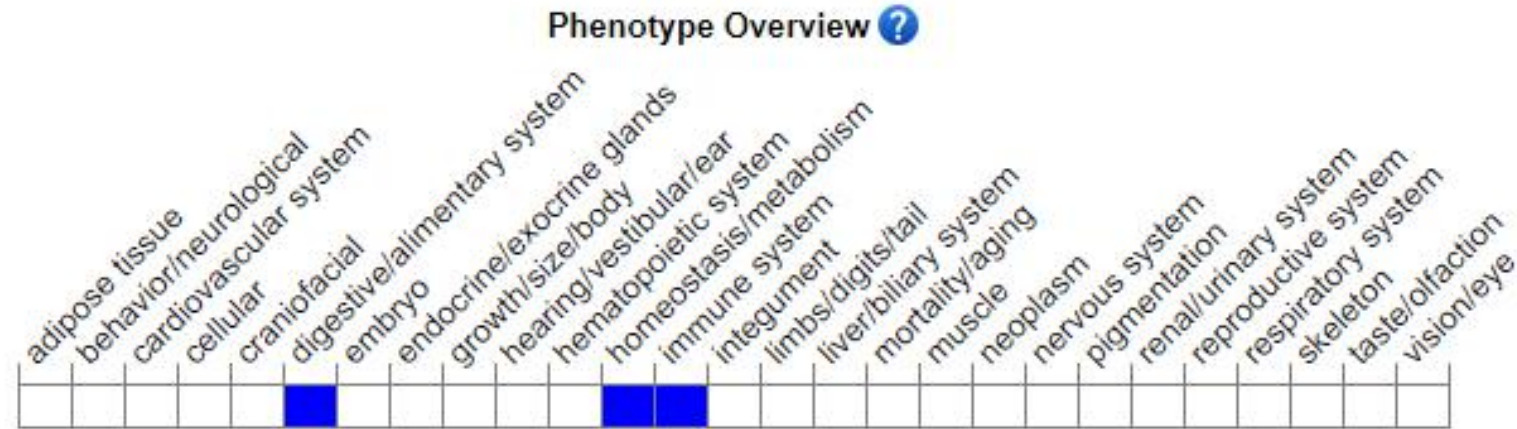 Phenotype Overview ?
adipose tissue
behavior/neurological
cardiovascular system
cellular
craniofacial
digestive/alimentary system
embryo
endocrine/exocrine glands
growth/size/body
hearing/vestibular/ear
hematopoietic system
homeostasis/metabolism
immune system
integument
limbs/digits/tail
liver/biliary system
mortality/aging
muscle
neoplasm
nervous system
pigmentation
renal/urinary system
reproductive system
respiratory system
skeleton
taste/olfaction
vision/eye